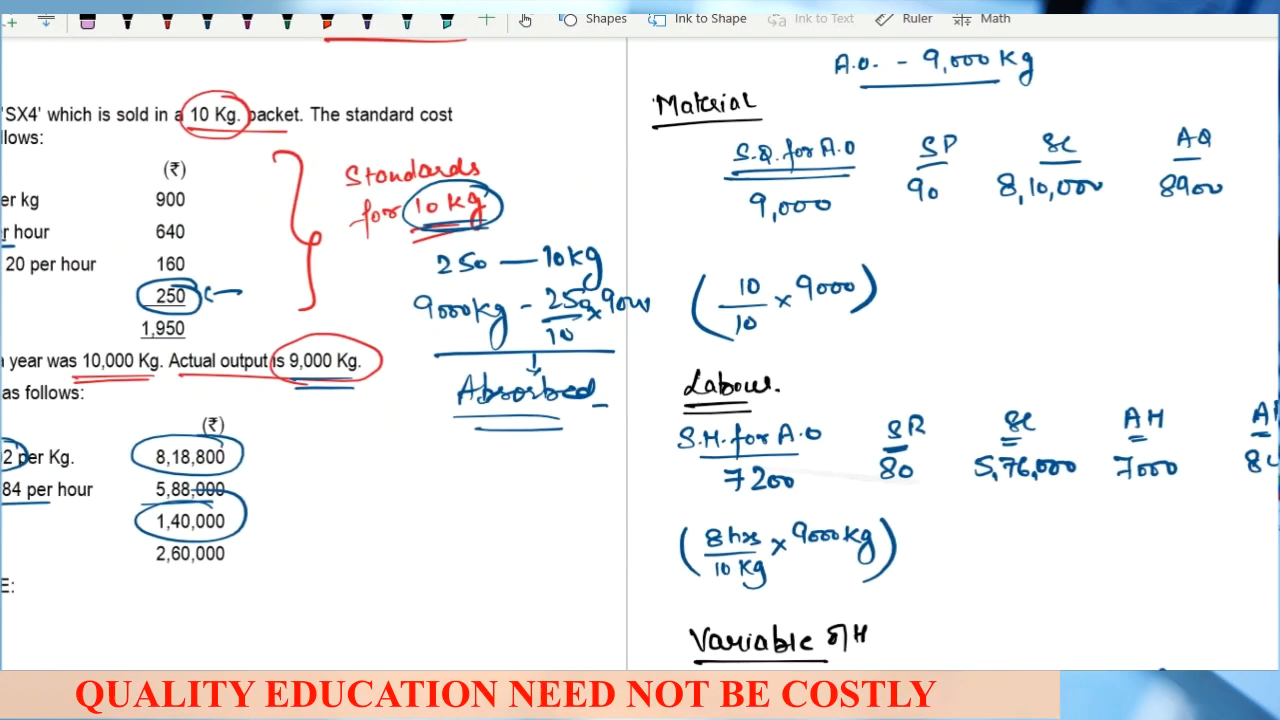 Shapes Ink to Shape Ink to Text Ruler Math
'SX4' which is sold in a 10 Kg. packet. The standard cost
llows:
(₹)
er kg 900
r hour 640
20 per hour 160
250
1,950
n year was 10,000 Kg. Actual output is 9,000 Kg.
as follows:
(₹)
2 per Kg. 8,18,800
84 per hour 5,88,000
1,40,000
2,60,000
E:
Standards
for 10 kg
250 — 10kg
9000kg - 250 × 9000
10
Absorbed
A.O. - 9,000 Kg
Material
S.Q. for A.O SP SC AQ
9,000 90 8,10,000 8900
(10/10 × 9000)
Labour.
S.H. for A.O SR SC AH
7200 80 5,76,000 7000
(8hrs/10 Kg × 9000kg)
Variable OH
QUALITY EDUCATION NEED NOT BE COSTLY